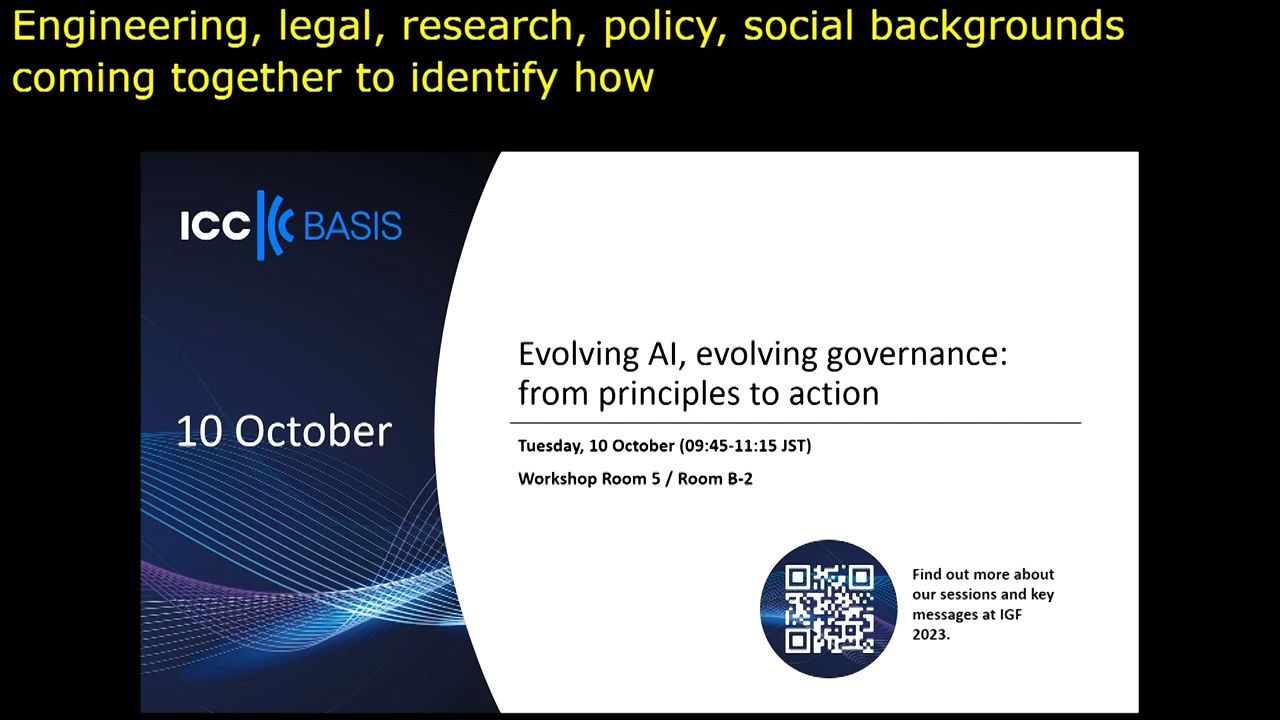 Engineering, legal, research, policy, social backgrounds
coming together to identify how
ICC BASIS
10 October
Evolving AI, evolving governance:
from principles to action
Tuesday, 10 October (09:45-11:15 JST)
Workshop Room 5 / Room B-2
Find out more about
our sessions and key
messages at IGF
2023.